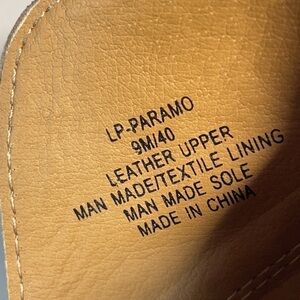 LP-PARAMO
9M/40
LEATHER UPPER
MAN MADE/TEXTILE LINING
MAN MADE SOLE
MADE IN CHINA